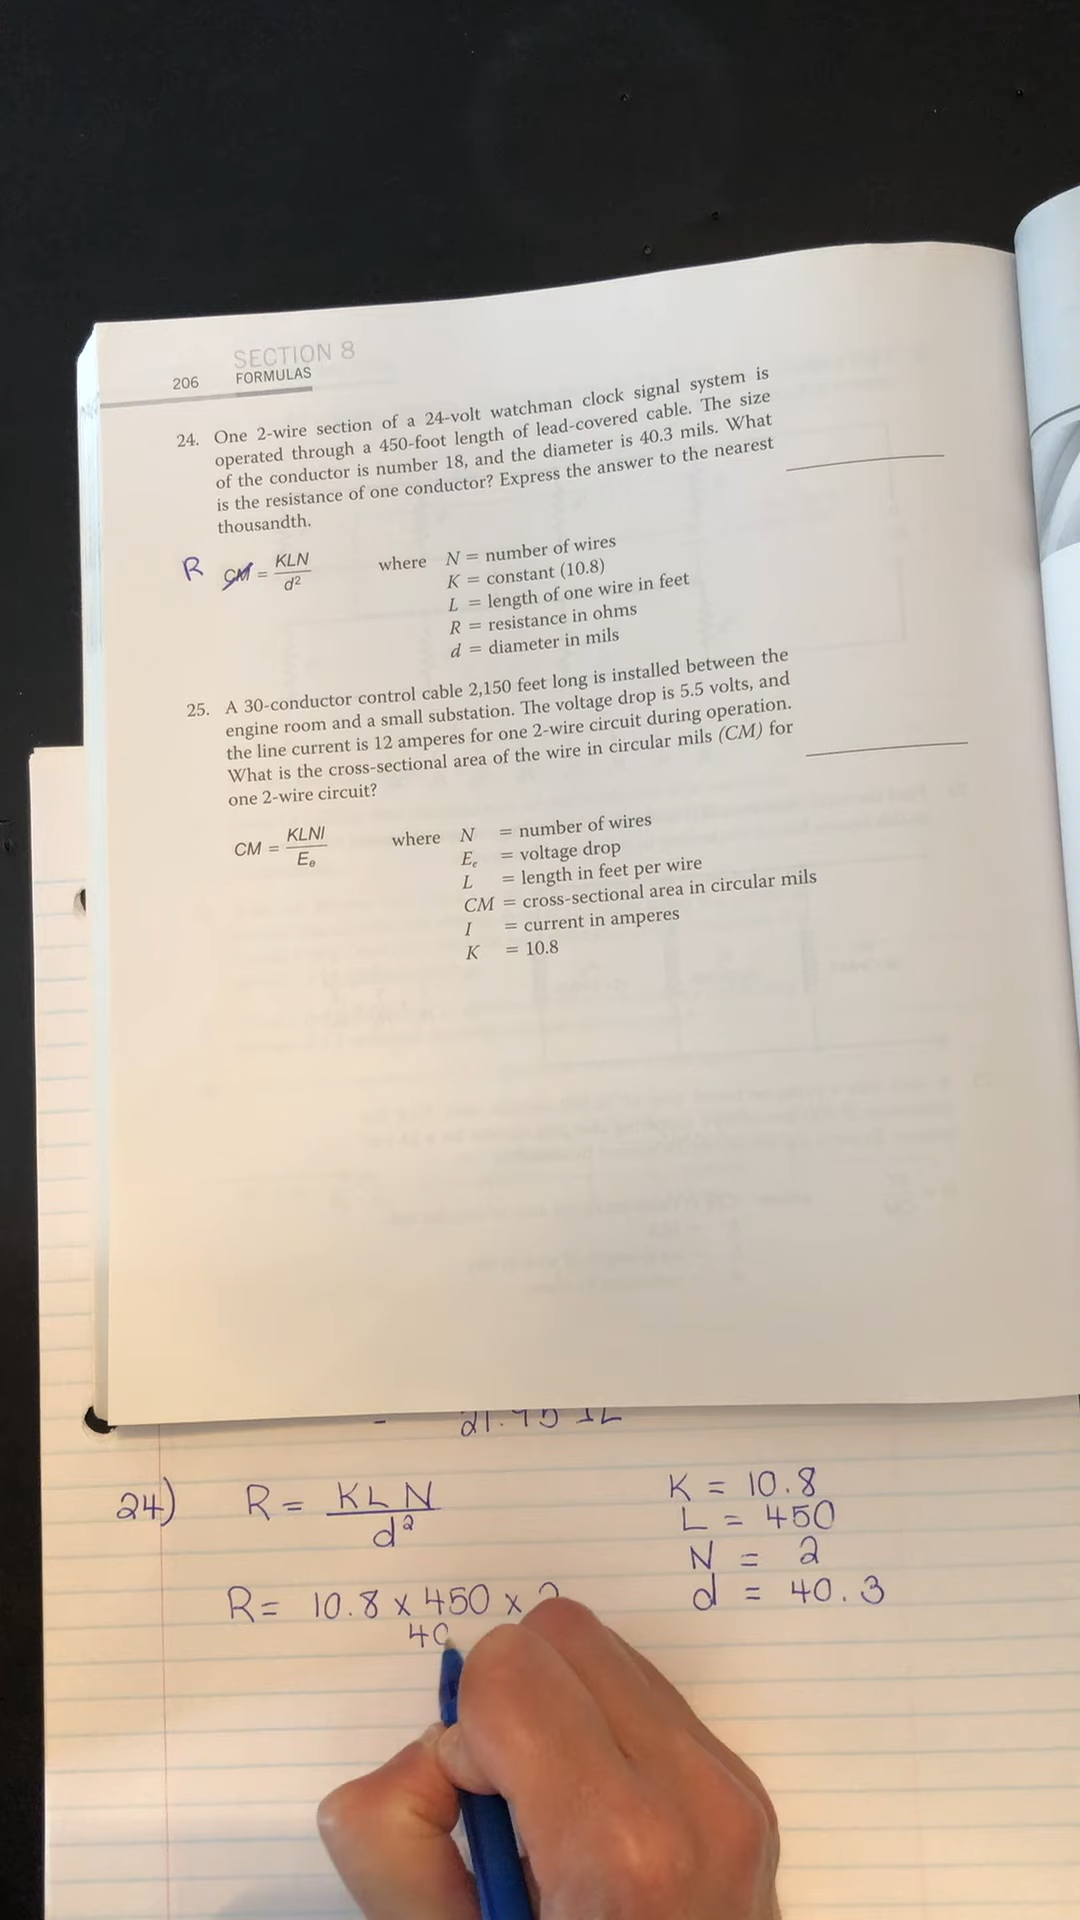 SECTION 8
206 FORMULAS
24. One 2-wire section of a 24-volt watchman clock signal system is
operated through a 450-foot length of lead-covered cable. The size
of the conductor is number 18, and the diameter is 40.3 mils. What
is the resistance of one conductor? Express the answer to the nearest
thousandth.
R CM = KLN / d²
where N = number of wires
K = constant (10.8)
L = length of one wire in feet
R = resistance in ohms
d = diameter in mils
25. A 30-conductor control cable 2,150 feet long is installed between the
engine room and a small substation. The voltage drop is 5.5 volts, and
the line current is 12 amperes for one 2-wire circuit during operation.
What is the cross-sectional area of the wire in circular mils (CM) for
one 2-wire circuit?
CM = KLNI / Eₑ
where N = number of wires
Eₑ = voltage drop
L = length in feet per wire
CM = cross-sectional area in circular mils
I = current in amperes
K = 10.8
24) R = KLN / d²
R = 10.8 x 450 x 2
40
K = 10.8
L = 450
N = 2
d = 40.3